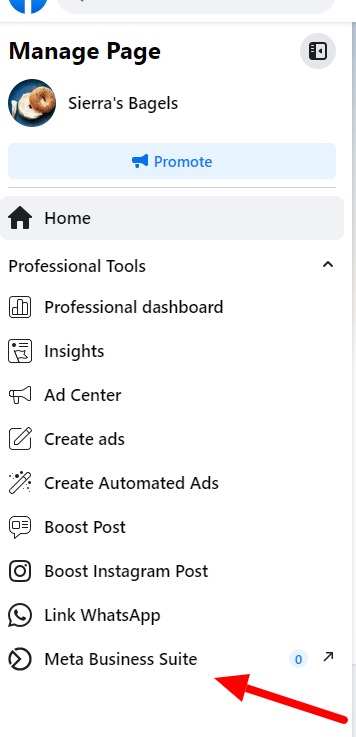 Manage Page
Sierra's Bagels
Promote
Home
Professional Tools
Professional dashboard
Insights
Ad Center
Create ads
Create Automated Ads
Boost Post
Boost Instagram Post
Link WhatsApp
Meta Business Suite 0